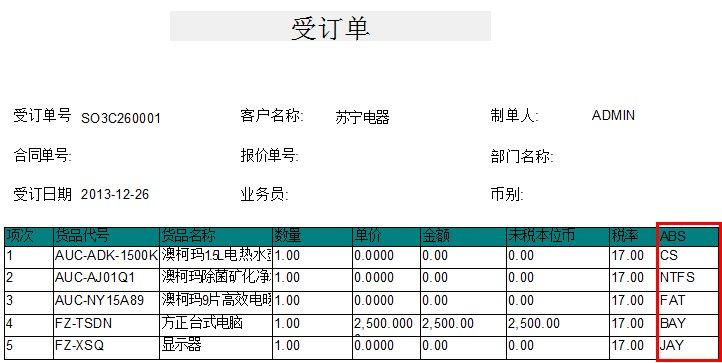 受订单
受订单号 SO3C260001 客户名称: 苏宁电器 制单人: ADMIN
合同单号: 报价单号: 部门名称:
受订日期 2013-12-26 业务员: 币别:
项次 货品代号 货品名称 数量 单价 金额 未税本位币 税率 ABS
1 AUC-ADK-1500K 澳柯玛1.5L电热水 1.00 0.0000 0.00 0.00 17.00 CS
2 AUC-AJ01Q1 澳柯玛除菌矿化净 1.00 0.0000 0.00 0.00 17.00 NTFS
3 AUC-NY15A89 澳柯玛9片高效电暖 1.00 0.0000 0.00 0.00 17.00 FAT
4 FZ-TSDN 方正台式电脑 1.00 2,500.000 2,500.00 2,500.00 17.00 BAY
5 FZ-XSQ 显示器 1.00 0.0000 0.00 0.00 17.00 JAY